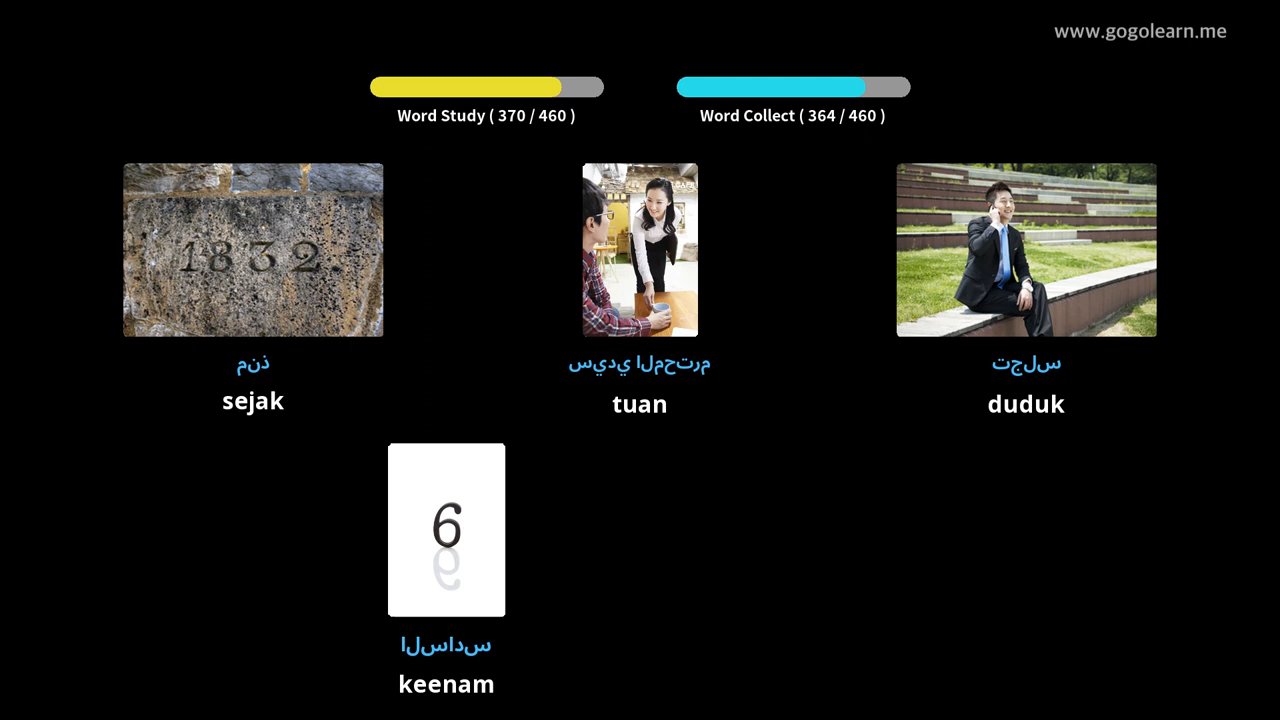 www.gogolearn.me
Word Study ( 370 / 460 )
Word Collect ( 364 / 460 )
1832.
منذ
سيدي المحترم
تجلس
sejak
tuan
duduk
6
السادس
keenam